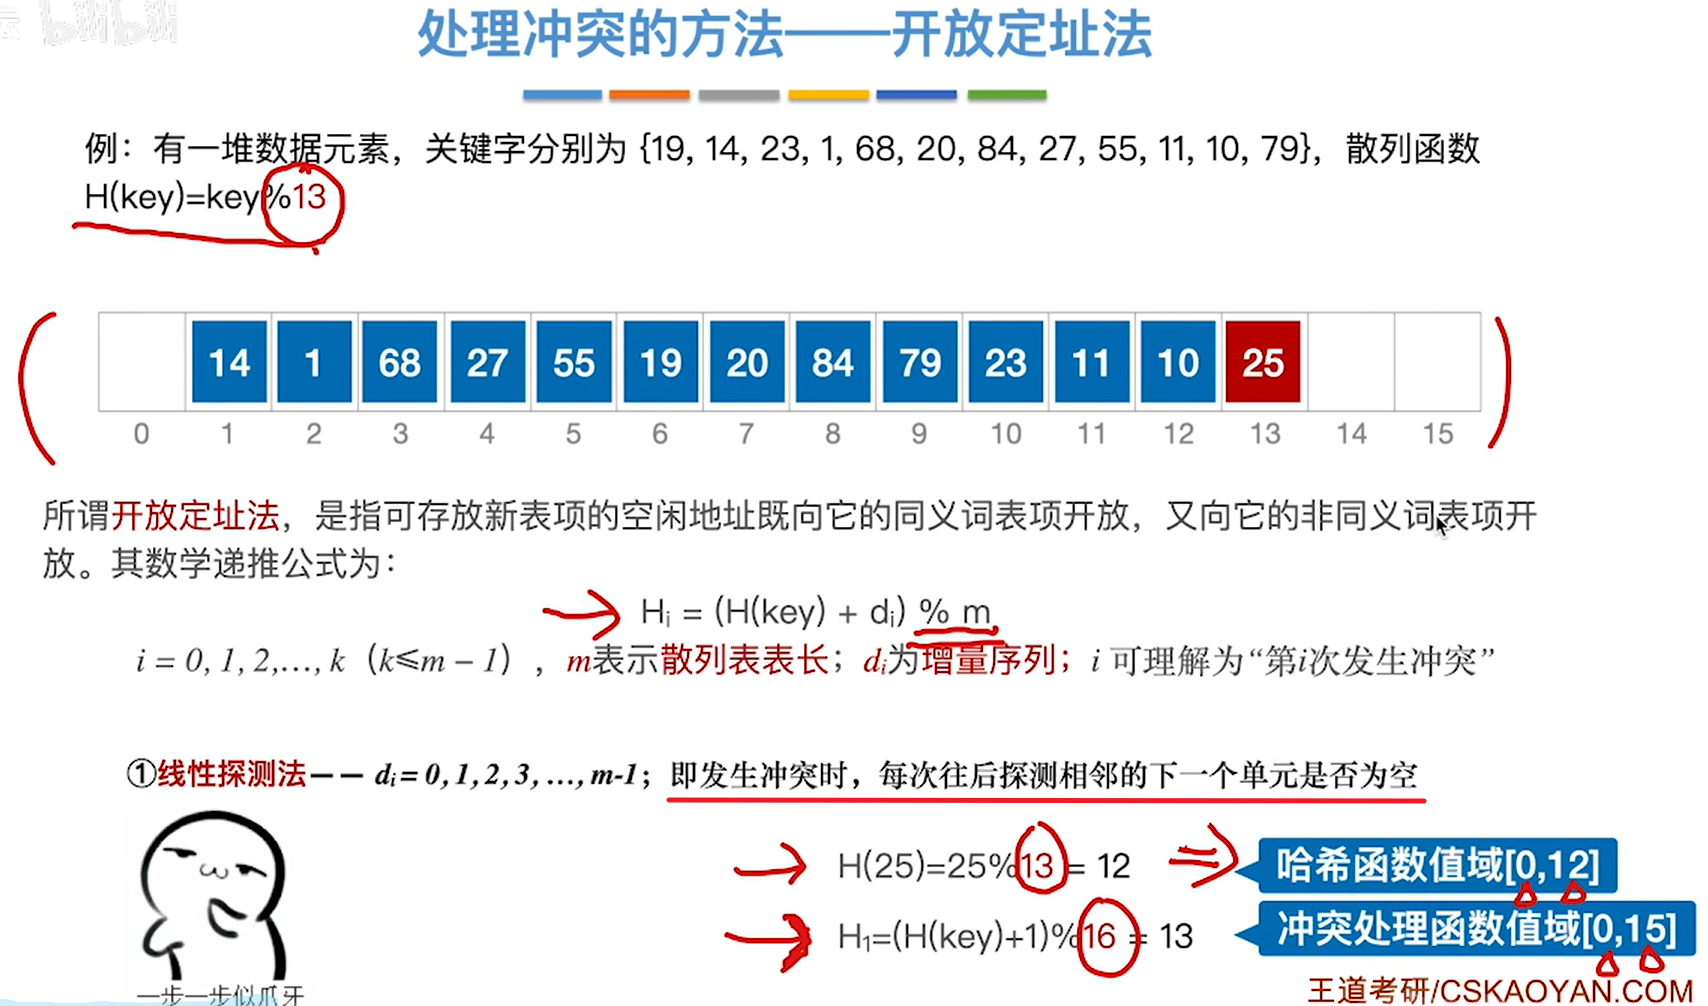 bilibili
处理冲突的方法——开放定址法
例：有一堆数据元素，关键字分别为 {19, 14, 23, 1, 68, 20, 84, 27, 55, 11, 10, 79}，散列函数
H(key)=key%13
14 1 68 27 55 19 20 84 79 23 11 10 25
0 1 2 3 4 5 6 7 8 9 10 11 12 13 14 15
所谓开放定址法，是指可存放新表项的空闲地址既向它的同义词表项开放，又向它的非同义词表项开
放。其数学递推公式为：
Hᵢ = (H(key) + dᵢ) % m
i = 0, 1, 2,…, k（k≤m – 1），m表示散列表表长；dᵢ为增量序列；i 可理解为“第i次发生冲突”
①线性探测法—— dᵢ = 0, 1, 2, 3, …, m-1；即发生冲突时，每次往后探测相邻的下一个单元是否为空
H(25)=25%13 = 12 哈希函数值域[0,12]
H₁=(H(key)+1)%16 = 13 冲突处理函数值域[0,15]
一步一步似爪牙
王道考研/CSKAOYAN.COM